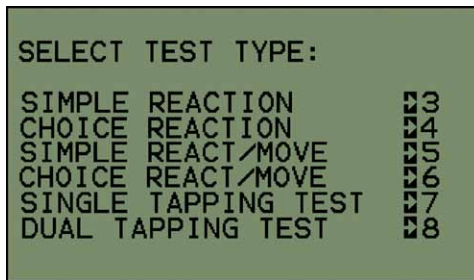 SELECT TEST TYPE:
SIMPLE REACTION 3
CHOICE REACTION 4
SIMPLE REACT/MOVE 5
CHOICE REACT/MOVE 6
SINGLE TAPPING TEST 7
DUAL TAPPING TEST 8